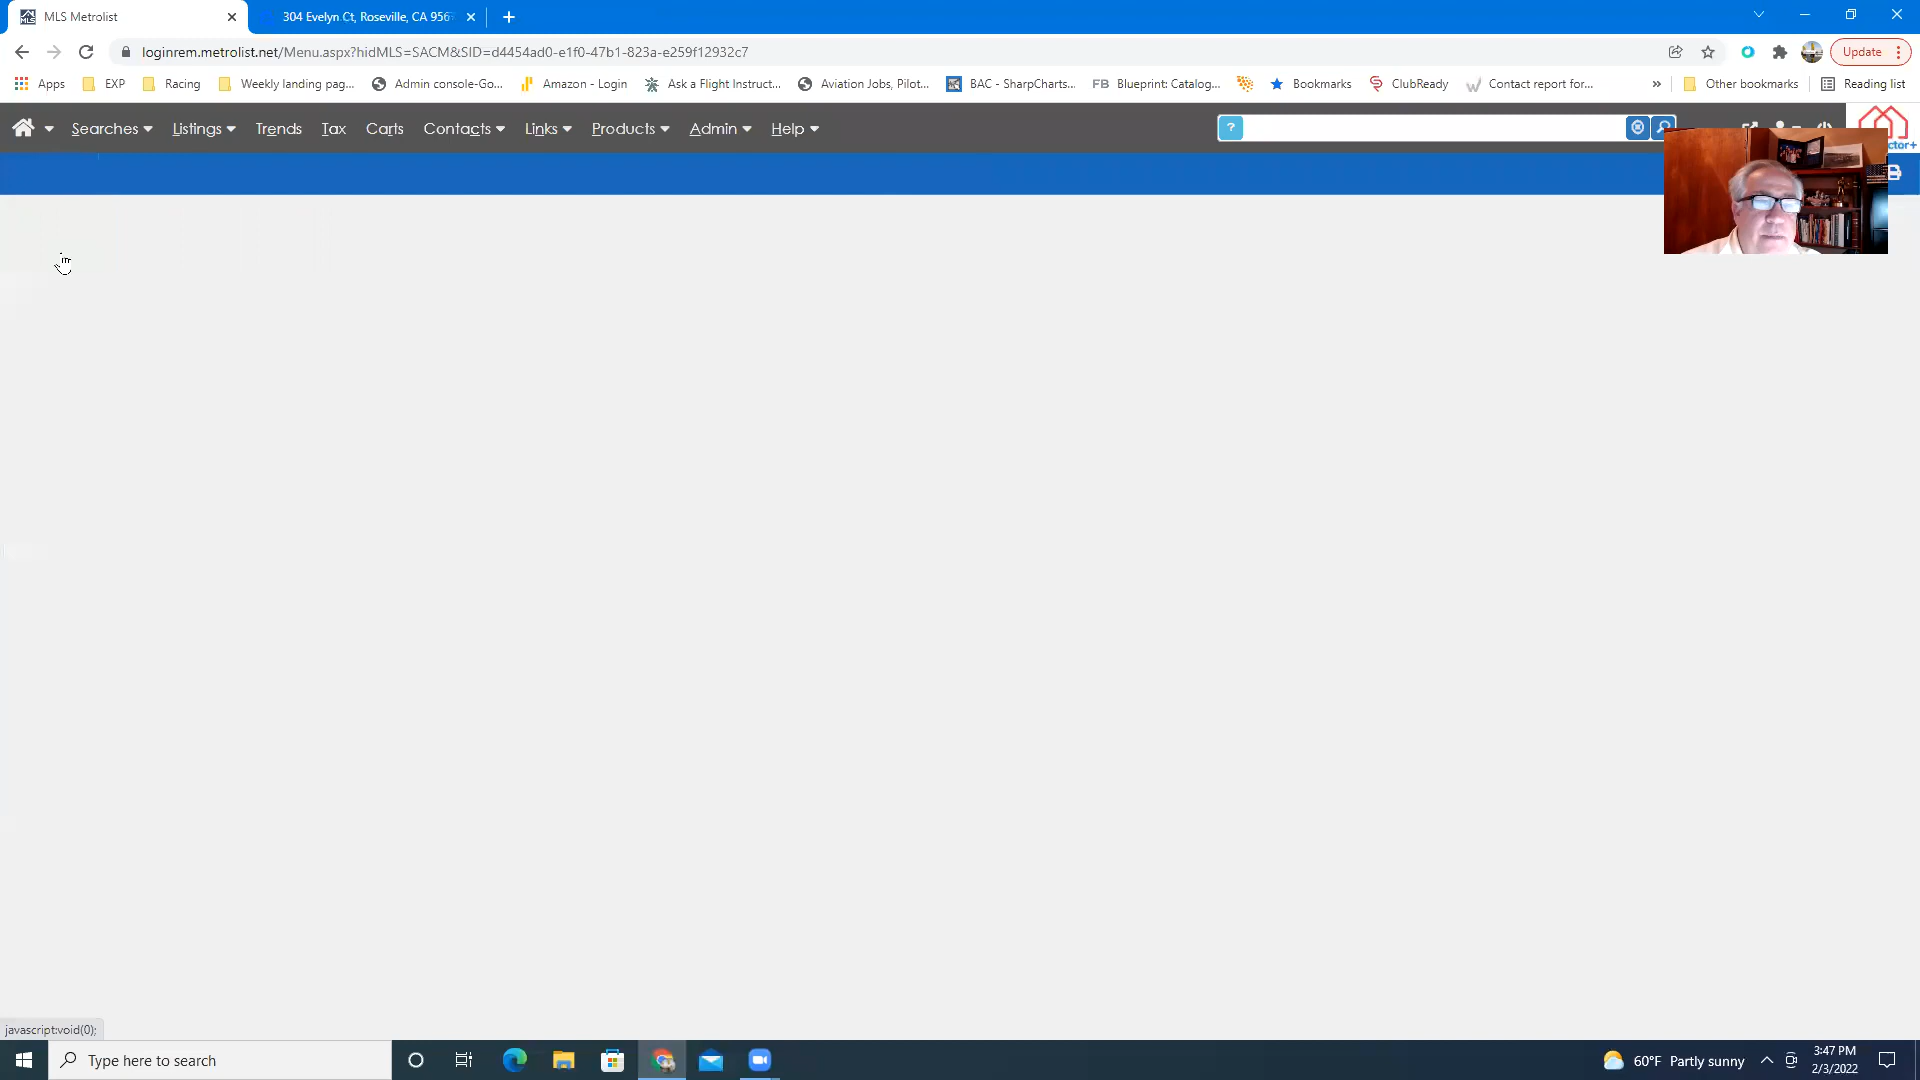 MLS Metrolist
304 Evelyn Ct, Roseville, CA 956
loginrem.metrolist.net/Menu.aspx?hidMLS=SACM&SID=d4454ad0-e1f0-47b1-823a-e259f12932c7
Update
Apps EXP Racing Weekly landing pag... Admin console-Go... Amazon - Login Ask a Flight Instruct... Aviation Jobs, Pilot... BAC - SharpCharts... FB Blueprint: Catalog... Bookmarks ClubReady Contact report for... » Other bookmarks Reading list
Searches Listings Trends Tax Carts Contacts Links Products Admin Help ?
ctor+
javascript:void(0);
Type here to search
60°F Partly sunny
3:47 PM
2/3/2022